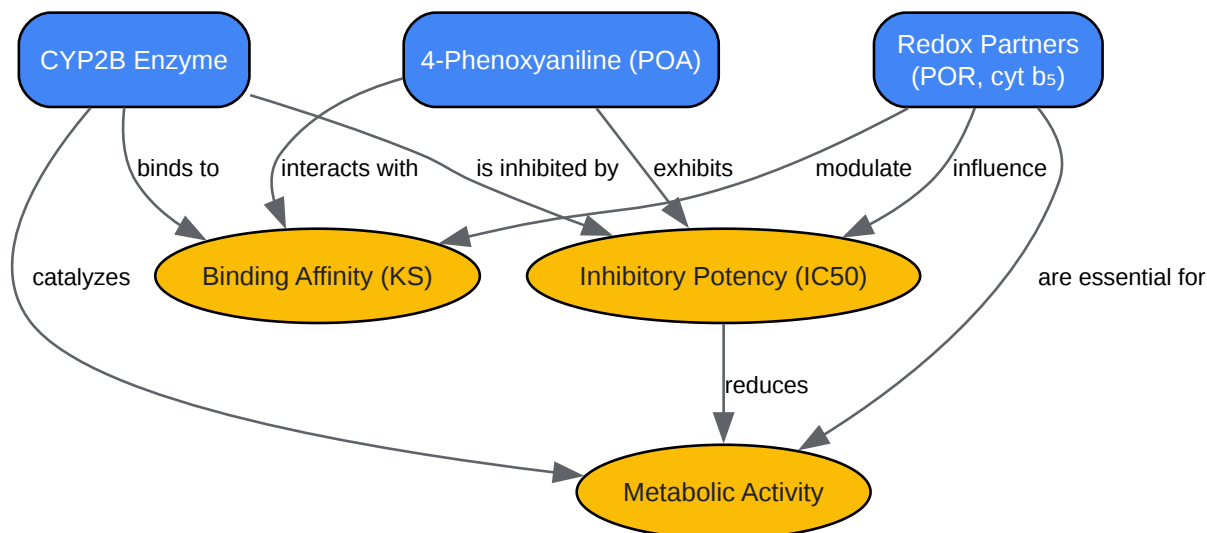 CYP2B Enzyme
4-Phenoxyaniline (POA)
Redox Partners
(POR, cyt b₅)
binds to
interacts with
is inhibited by
exhibits
modulate
influence
catalyzes
Binding Affinity (KS)
Inhibitory Potency (IC50)
are essential for
reduces
Metabolic Activity